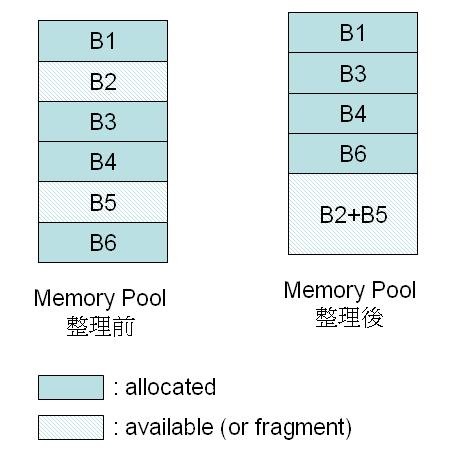 B1
B2
B3
B4
B5
B6
Memory Pool
整理前
B1
B3
B4
B6
B2+B5
Memory Pool
整理後
: allocated
: available (or fragment)